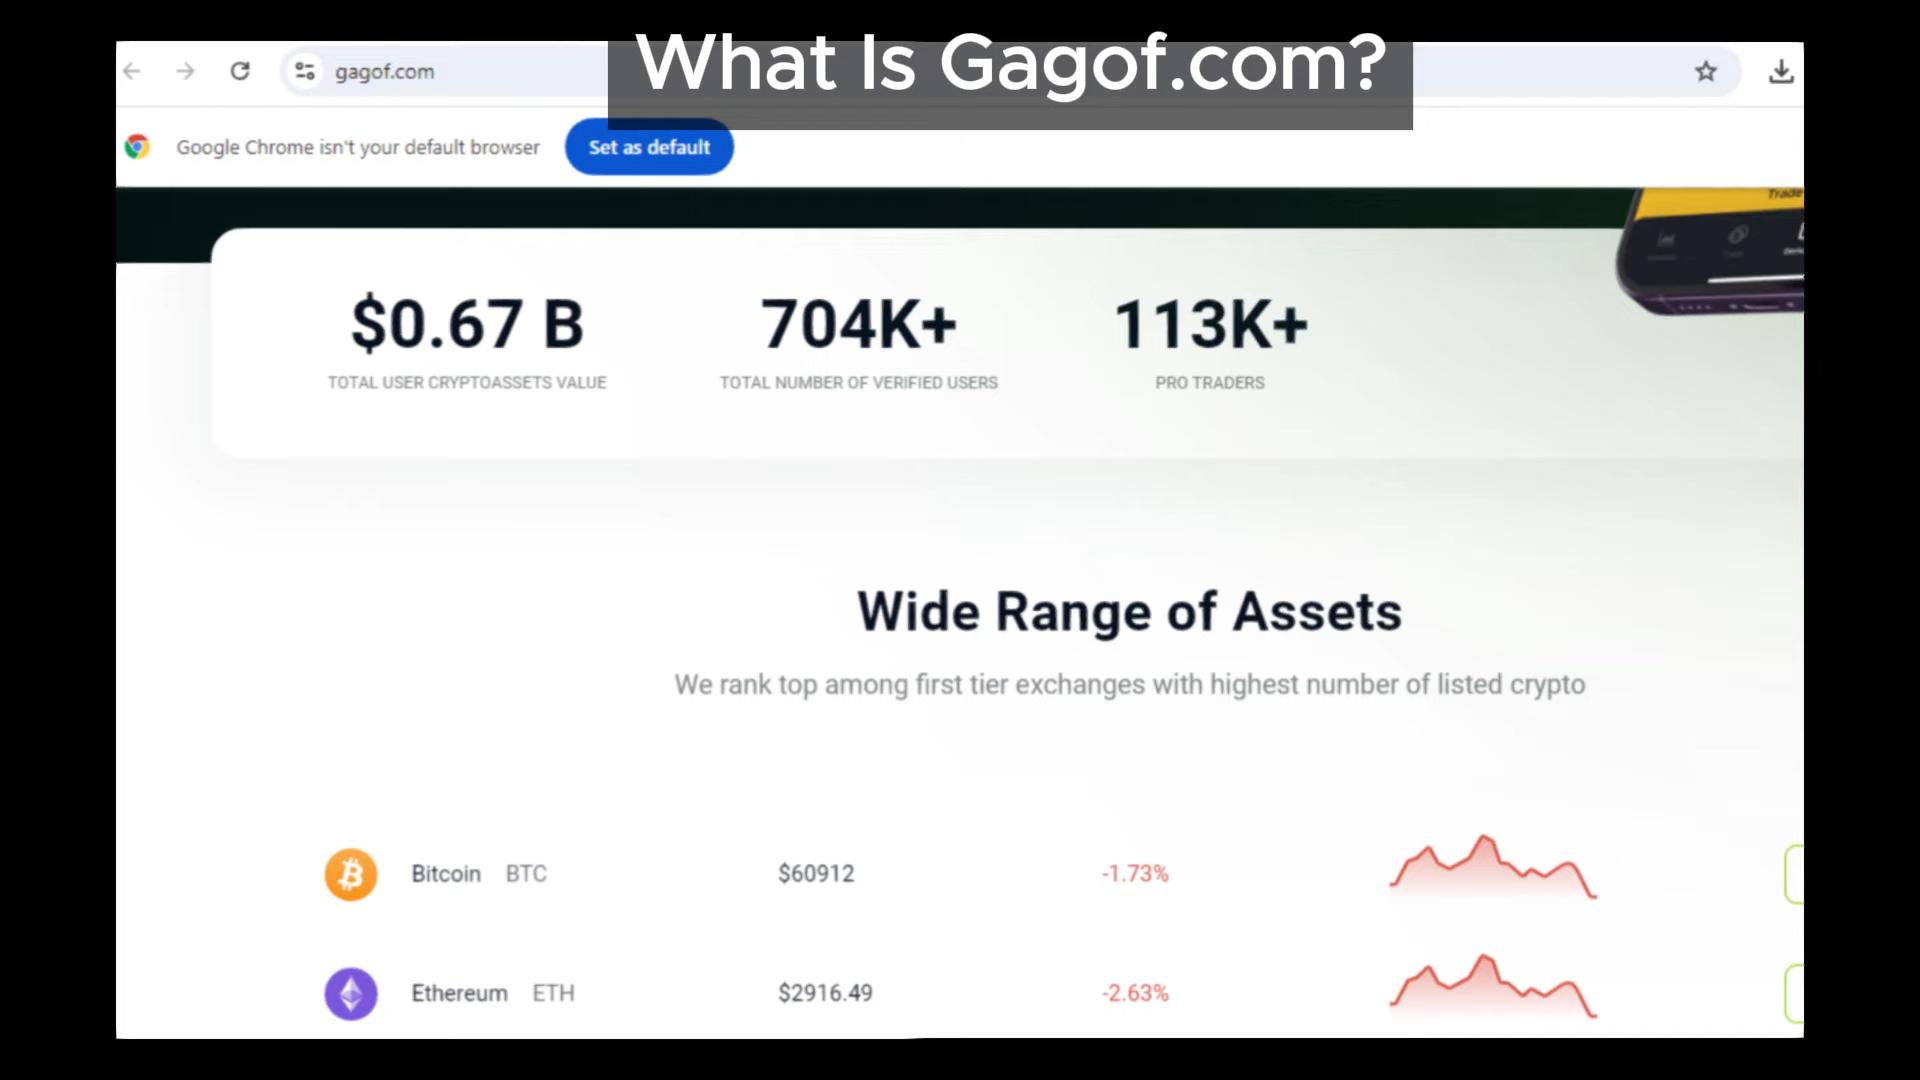 What Is Gagof.com?
gagof.com
Google Chrome isn't your default browser
Set as default
Trade
$0.67 B
704K+
113K+
TOTAL USER CRYPTOASSETS VALUE
TOTAL NUMBER OF VERIFIED USERS
PRO TRADERS
Wide Range of Assets
We rank top among first tier exchanges with highest number of listed crypto
Bitcoin BTC $60912 -1.73%
Ethereum ETH $2916.49 -2.63%